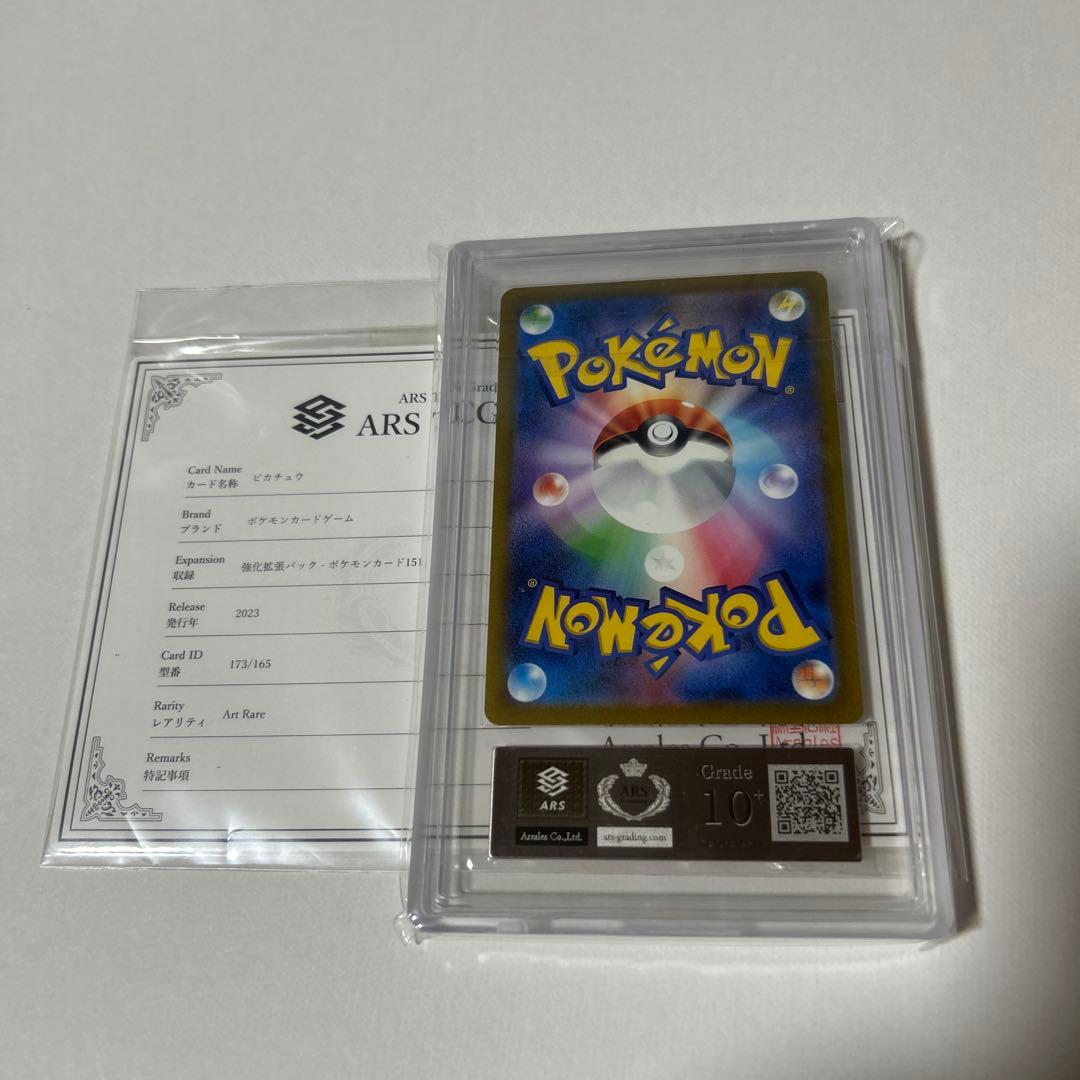 ARS
ARS
Card Name
カード名称 ピカチュウ
Brand
ブランド ポケモンカードゲーム
Expansion
収録 強化拡張パック - ポケモンカード151
Release
発行年 2023
Card ID
型番 173/165
Rarity
レアリティ Art Rare
Remarks
特記事項 -
POKéMON
®
POKéMON
®
ARS
Arrales Co.,Ltd.
ARS
ars-grading.com
Grade
10+